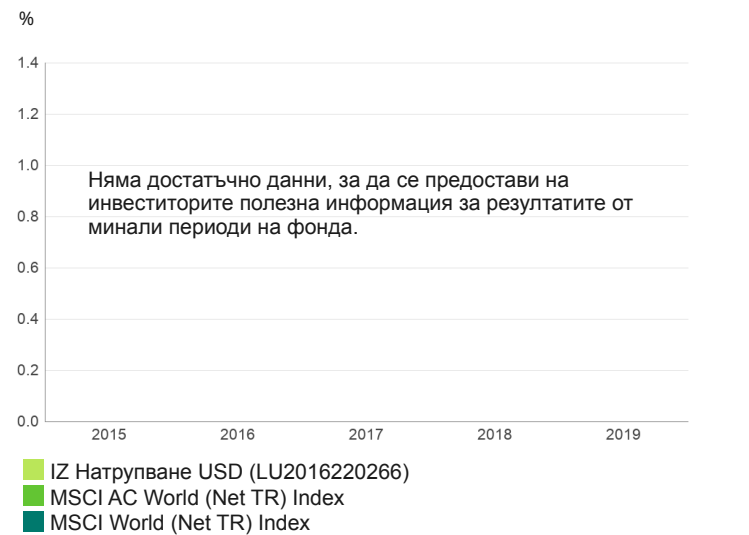 %
1.4
1.2
1.0
Няма достатъчно данни, за да се предостави на
инвеститорите полезна информация за резултатите от
минали периоди на фонда.
0.8
0.6
0.4
0.2
0.0
2015 2016 2017 2018 2019
IZ Натрупване USD (LU2016220266)
MSCI AC World (Net TR) Index
MSCI World (Net TR) Index